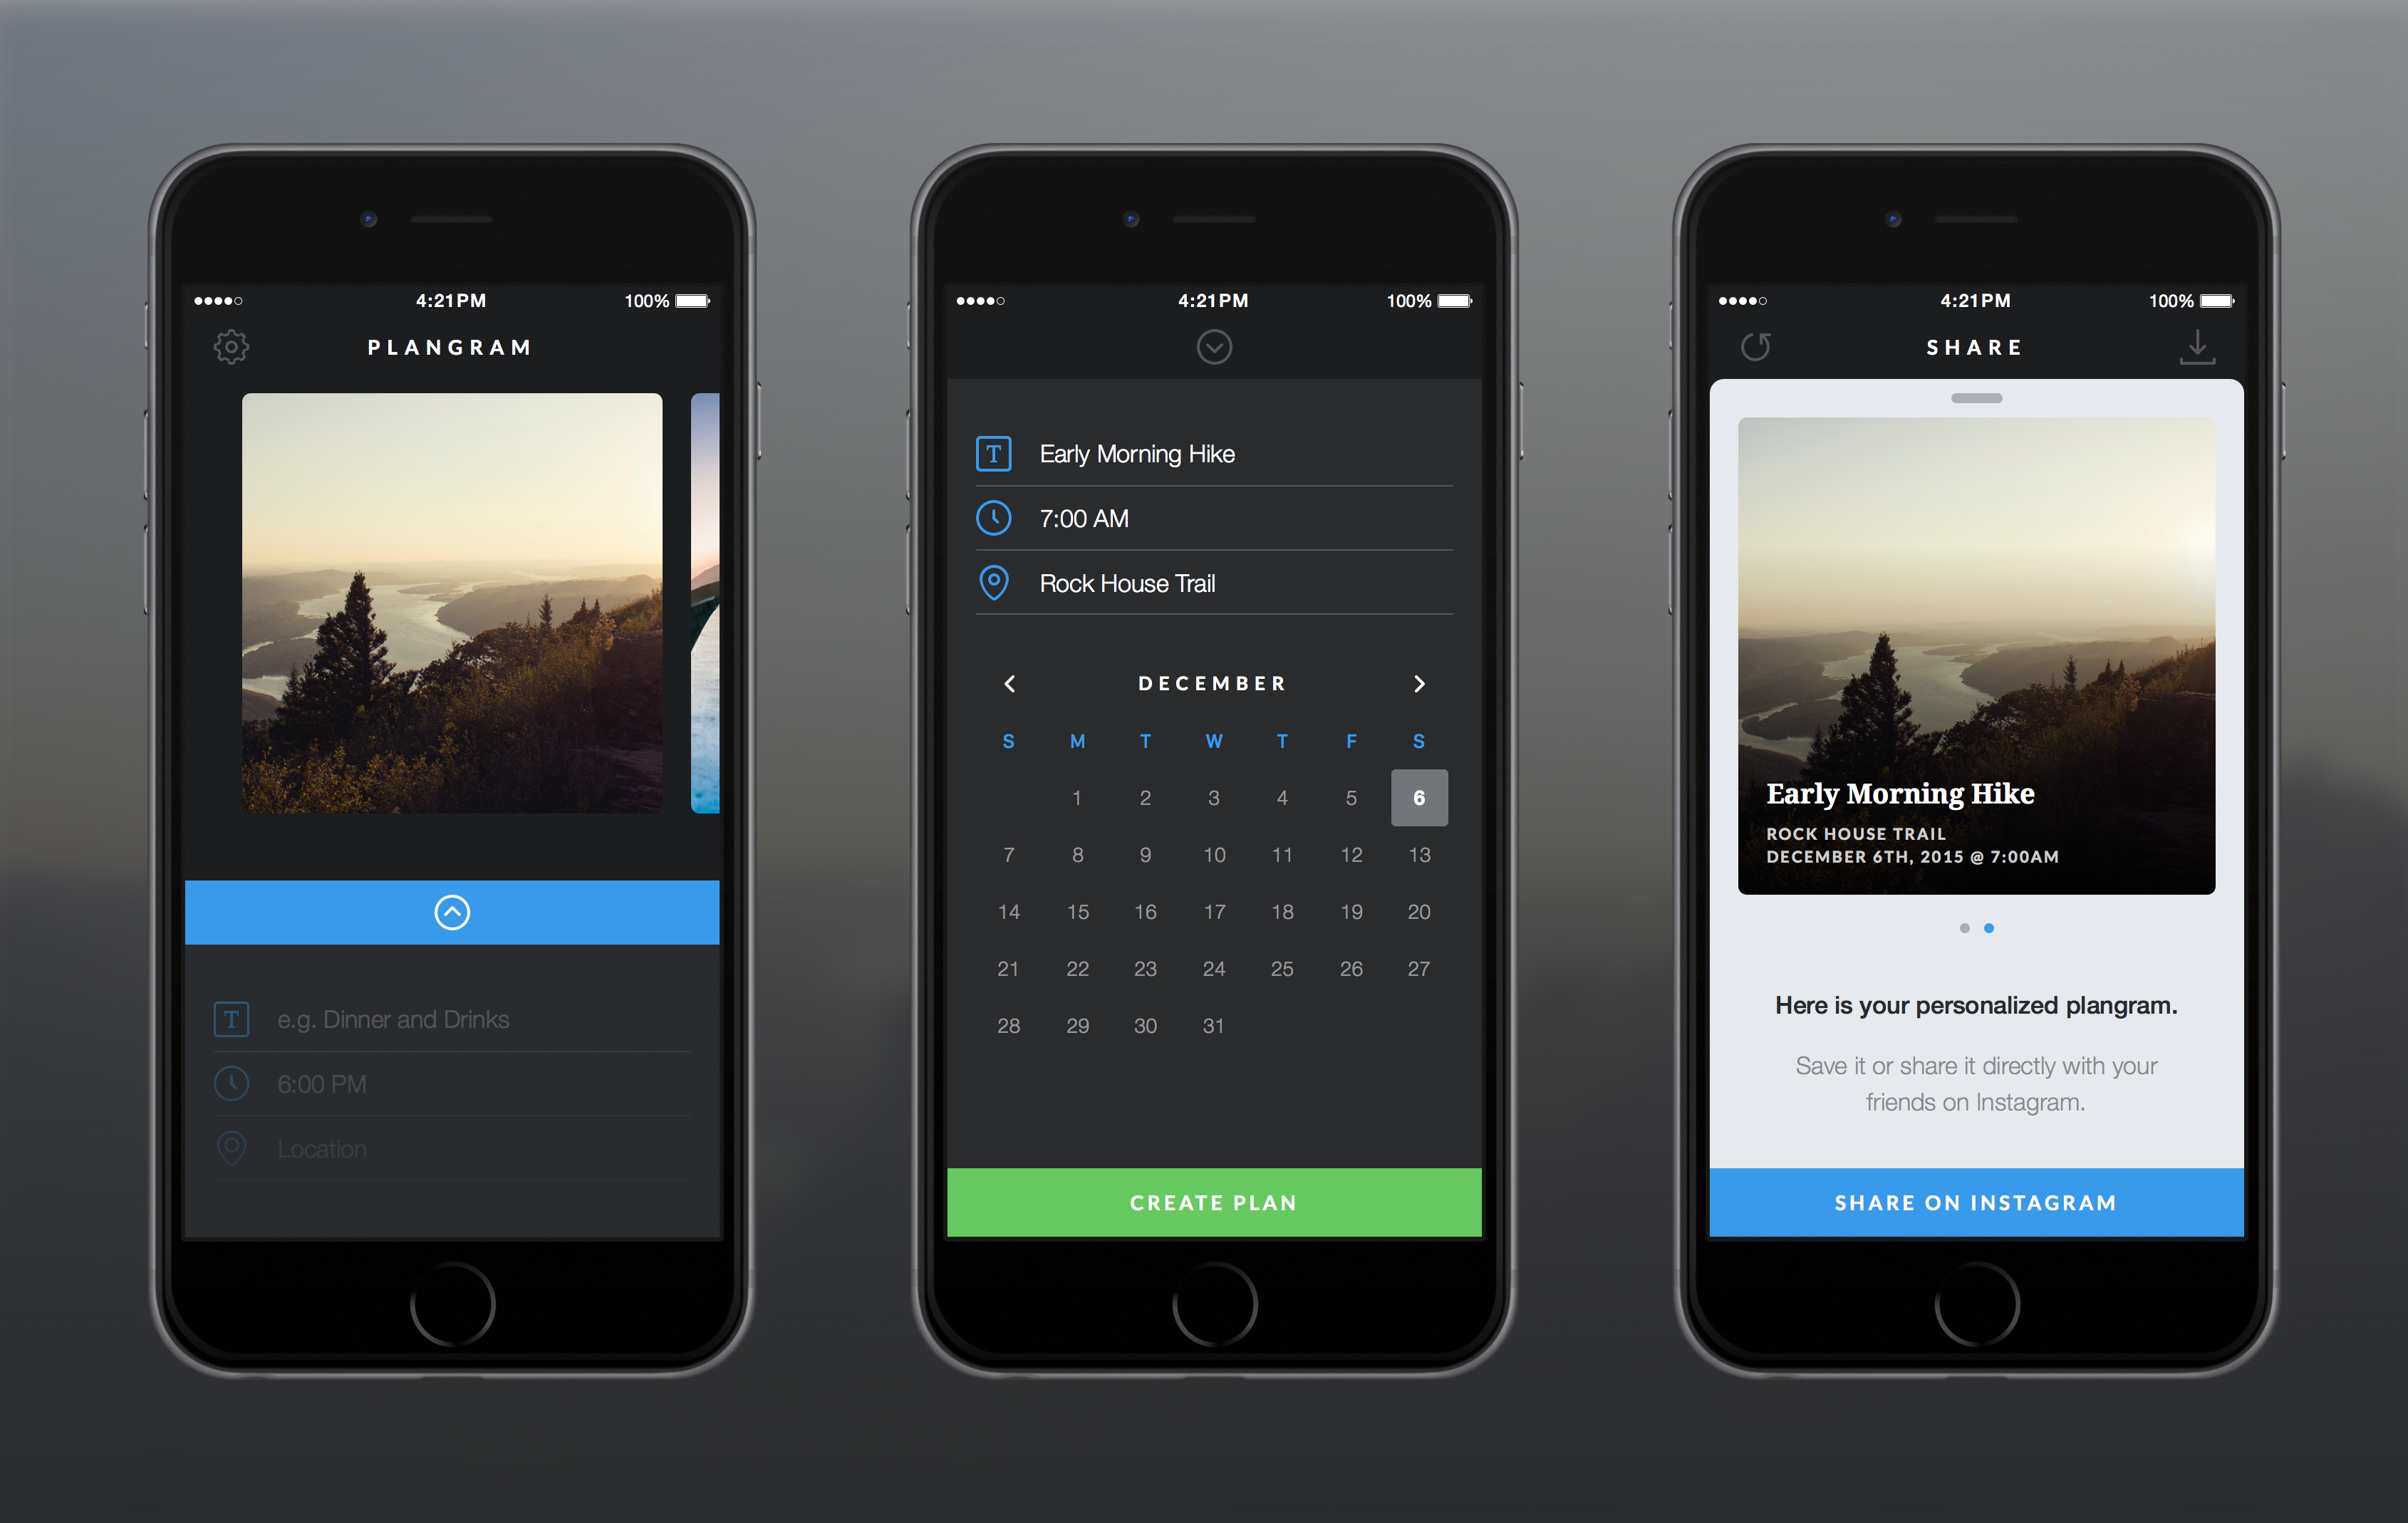 4:21PM 100%
PLANGRAM
e.g. Dinner and Drinks
6:00 PM
Location
4:21PM 100%
T Early Morning Hike
7:00 AM
Rock House Trail
DECEMBER
S M T W T F S
1 2 3 4 5 6
7 8 9 10 11 12 13
14 15 16 17 18 19 20
21 22 23 24 25 26 27
28 29 30 31
CREATE PLAN
4:21PM 100%
SHARE
Early Morning Hike
ROCK HOUSE TRAIL
DECEMBER 6TH, 2015 @ 7:00AM
Here is your personalized plangram.
Save it or share it directly with your
friends on Instagram.
SHARE ON INSTAGRAM